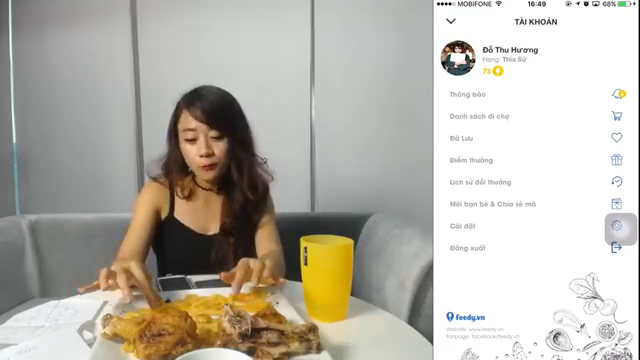 MOBIFONE 16:49 68%
TÀI KHOẢN
Đỗ Thu Hương
Hạng: Thìa Sứ
73
Thông báo
Danh sách đi chợ
Đã Lưu
Điểm thưởng
Lịch sử đổi thưởng
Mời bạn bè & Chia sẻ mã
Cài đặt
Đăng xuất
feedy.vn
Website: www.feedy.vn
Fanpage: facebook/feedy.vn